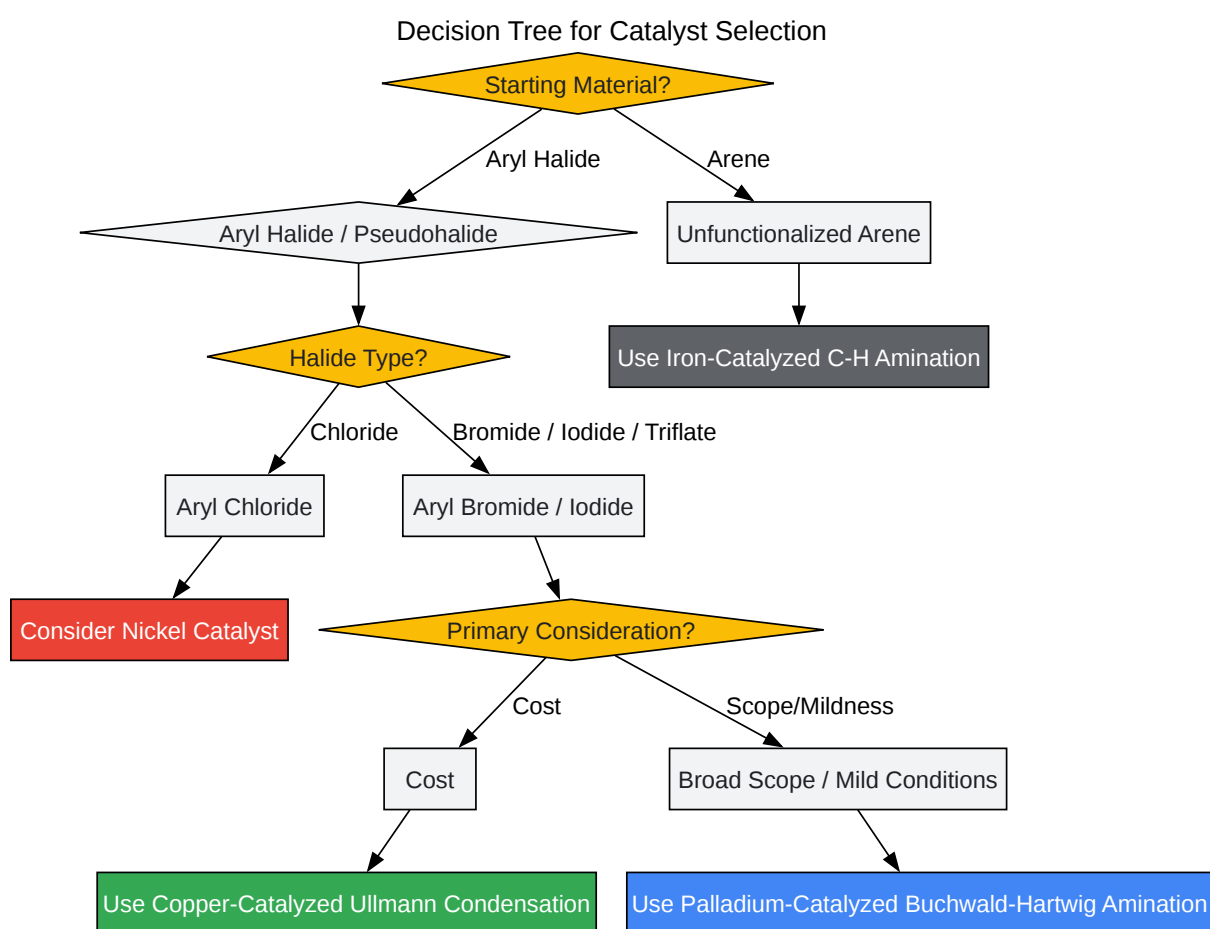 Decision Tree for Catalyst Selection
Starting Material?
Aryl Halide
Arene
Aryl Halide / Pseudohalide
Unfunctionalized Arene
Halide Type?
Use Iron-Catalyzed C-H Amination
Chloride
Bromide / Iodide / Triflate
Aryl Chloride
Aryl Bromide / Iodide
Consider Nickel Catalyst
Primary Consideration?
Cost
Scope/Mildness
Cost
Broad Scope / Mild Conditions
Use Copper-Catalyzed Ullmann Condensation
Use Palladium-Catalyzed Buchwald-Hartwig Amination